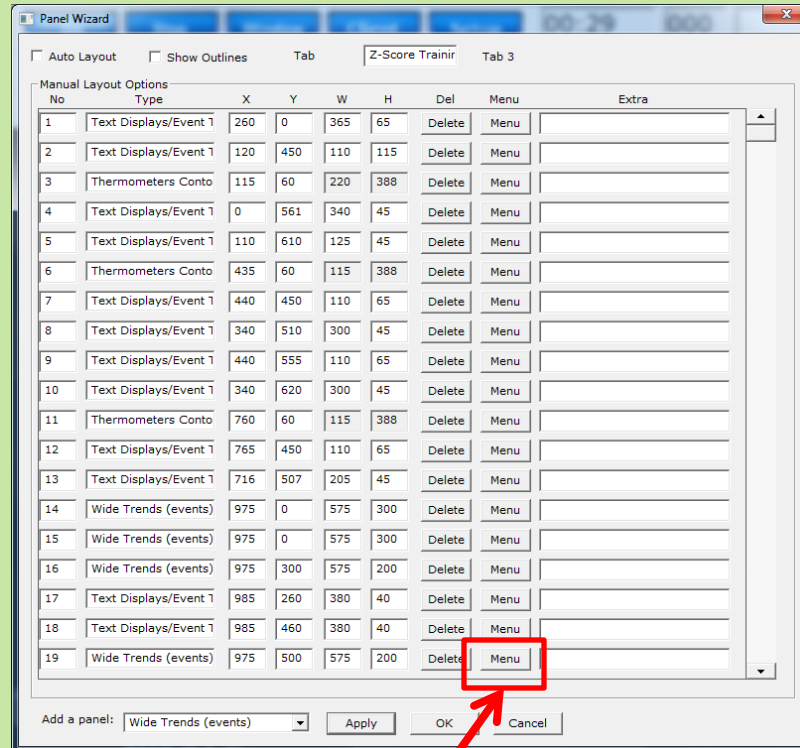 Panel Wizard
00:29 000
Auto Layout Show Outlines Tab Z-Score Trainin Tab 3
Manual Layout Options
No Type X Y W H Del Menu Extra
1 Text Displays/Event T 260 0 365 65 Delete Menu
2 Text Displays/Event T 120 450 110 115 Delete Menu
3 Thermometers Conto 115 60 220 388 Delete Menu
4 Text Displays/Event T 0 561 340 45 Delete Menu
5 Text Displays/Event T 110 610 125 45 Delete Menu
6 Thermometers Conto 435 60 115 388 Delete Menu
7 Text Displays/Event T 440 450 110 65 Delete Menu
8 Text Displays/Event T 340 510 300 45 Delete Menu
9 Text Displays/Event T 440 555 110 65 Delete Menu
10 Text Displays/Event T 340 620 300 45 Delete Menu
11 Thermometers Conto 760 60 115 388 Delete Menu
12 Text Displays/Event T 765 450 110 65 Delete Menu
13 Text Displays/Event T 716 507 205 45 Delete Menu
14 Wide Trends (events) 975 0 575 300 Delete Menu
15 Wide Trends (events) 975 0 575 300 Delete Menu
16 Wide Trends (events) 975 300 575 200 Delete Menu
17 Text Displays/Event T 985 260 380 40 Delete Menu
18 Text Displays/Event T 985 460 380 40 Delete Menu
19 Wide Trends (events) 975 500 575 200 Delete Menu
Add a panel: Wide Trends (events) Apply OK Cancel